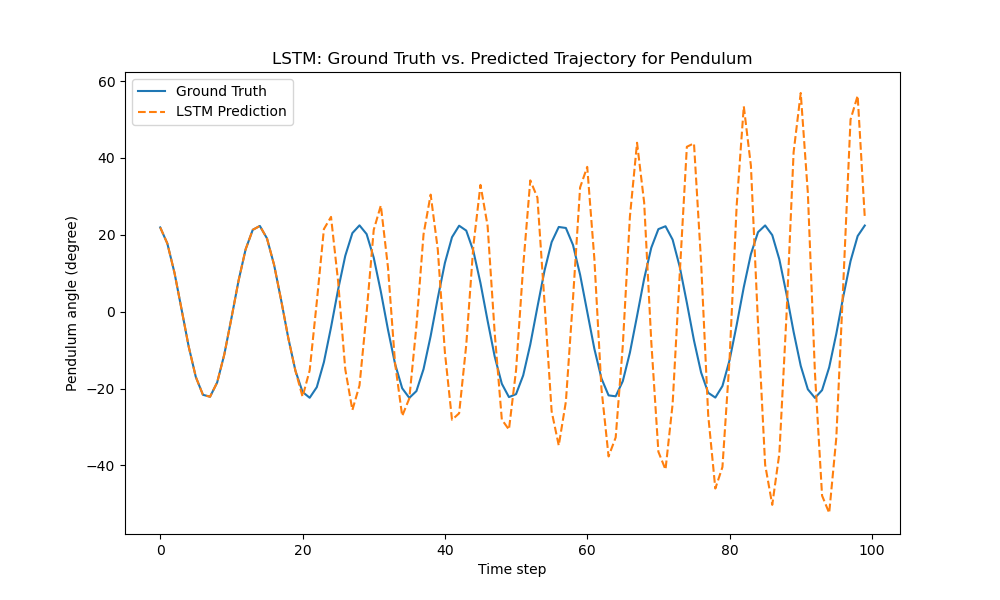 LSTM: Ground Truth vs. Predicted Trajectory for Pendulum
Ground Truth
LSTM Prediction
Pendulum angle (degree)
60
40
20
0
−20
−40
0 20 40 60 80 100
Time step